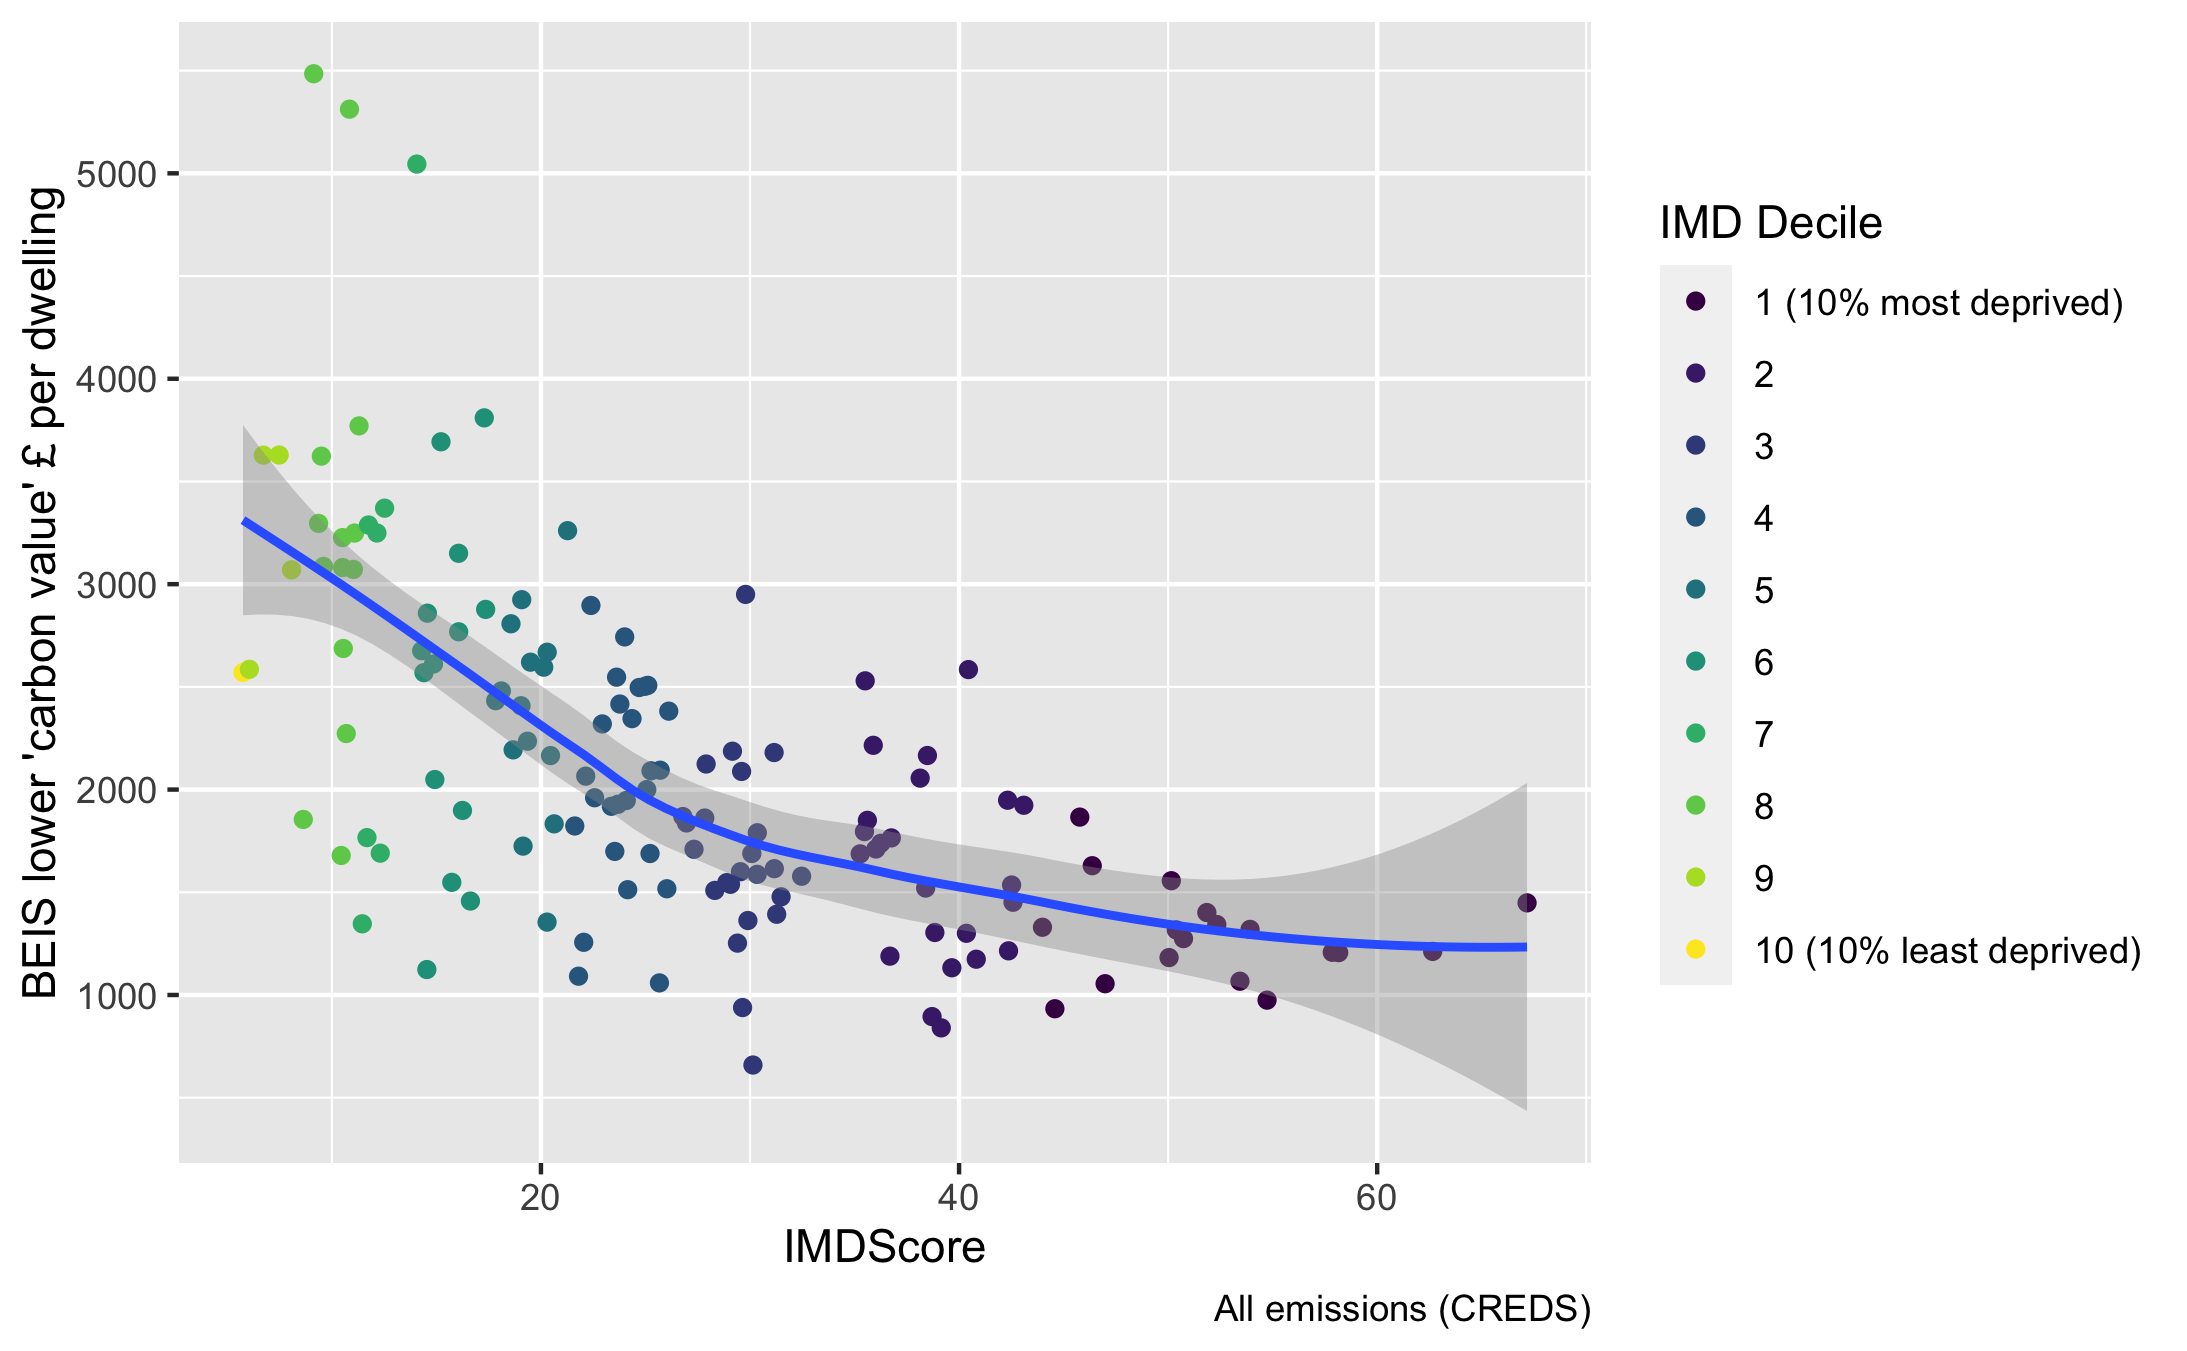 BEIS lower 'carbon value' £ per dwelling
5000
4000
3000
2000
1000
20
40
60
IMDScore
All emissions (CREDS)
IMD Decile
1 (10% most deprived)
2
3
4
5
6
7
8
9
10 (10% least deprived)